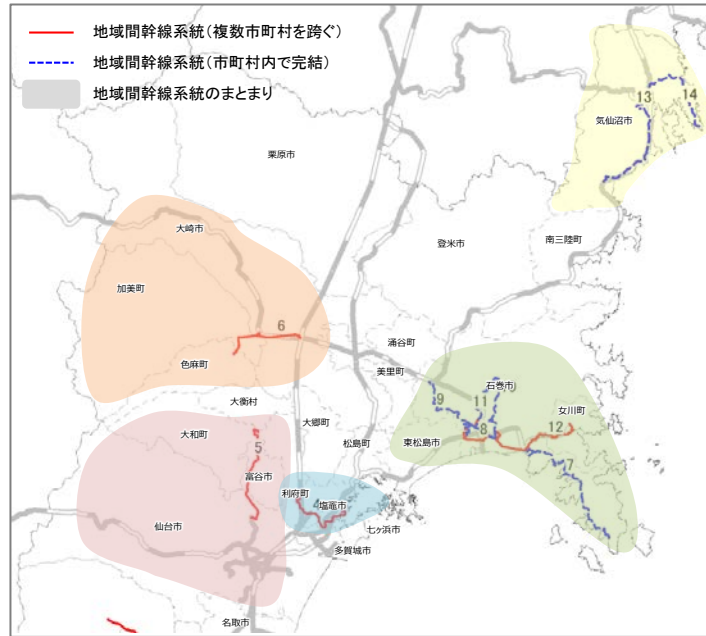 地域間幹線系統(複数市町村を跨ぐ)
地域間幹線系統(市町村内で完結)
地域間幹線系統のまとまり
13
14
気仙沼市
栗原市
大崎市
登米市
南三陸町
加美町
6
涌谷町
色麻町
美里町
石巻市
9
11
大衡村
女川町
大郷町
8
12
大和町
松島町
東松島市
5
7
富谷市
利府町
4
塩竈市
仙台市
七ヶ浜市
多賀城市
名取市